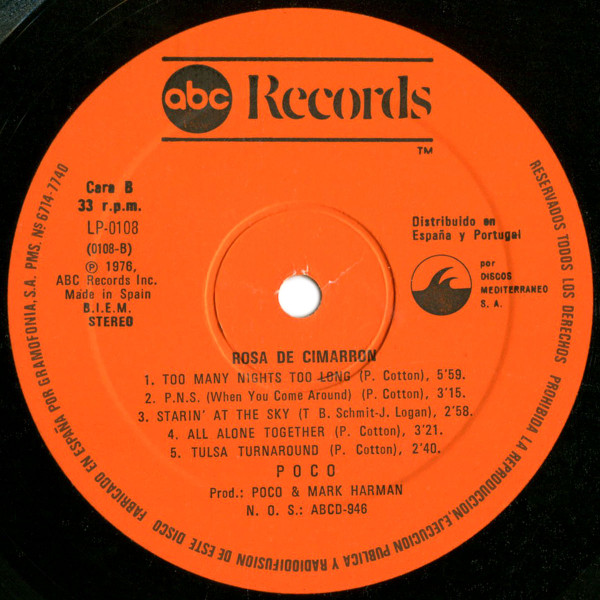 abc Records
TM
Cara B
33 r.p.m.
LP-0108
(0108-B)
Ⓟ 1976,
ABC Records Inc.
Made in Spain
B.I.E.M.
STEREO
Distribuido en
España y Portugal
por
DISCOS
MEDITERRANEO
S. A.
ROSA DE CIMARRON
1. TOO MANY NIGHTS TOO LONG (P. Cotton), 5'59.
2. P.N.S. (When You Come Around) (P. Cotton), 3'15.
3. STARIN' AT THE SKY (T B. Schmit-J. Logan), 2'58.
4. ALL ALONE TOGETHER (P. Cotton), 3'21.
5. TULSA TURNAROUND (P. Cotton), 2'40.
POCO
Prod.: POCO & MARK HARMAN
N. O. S.: ABCD-946
FABRICADO EN ESPAÑA POR GRAMOFONIA, S.A. PMS. Nº 6714-7740
RESERVADOS TODOS LOS DERECHOS PROHIBIDA LA REPRODUCCION, EJECUCION PUBLICA Y RADIODIFUSION DE ESTE DISCO